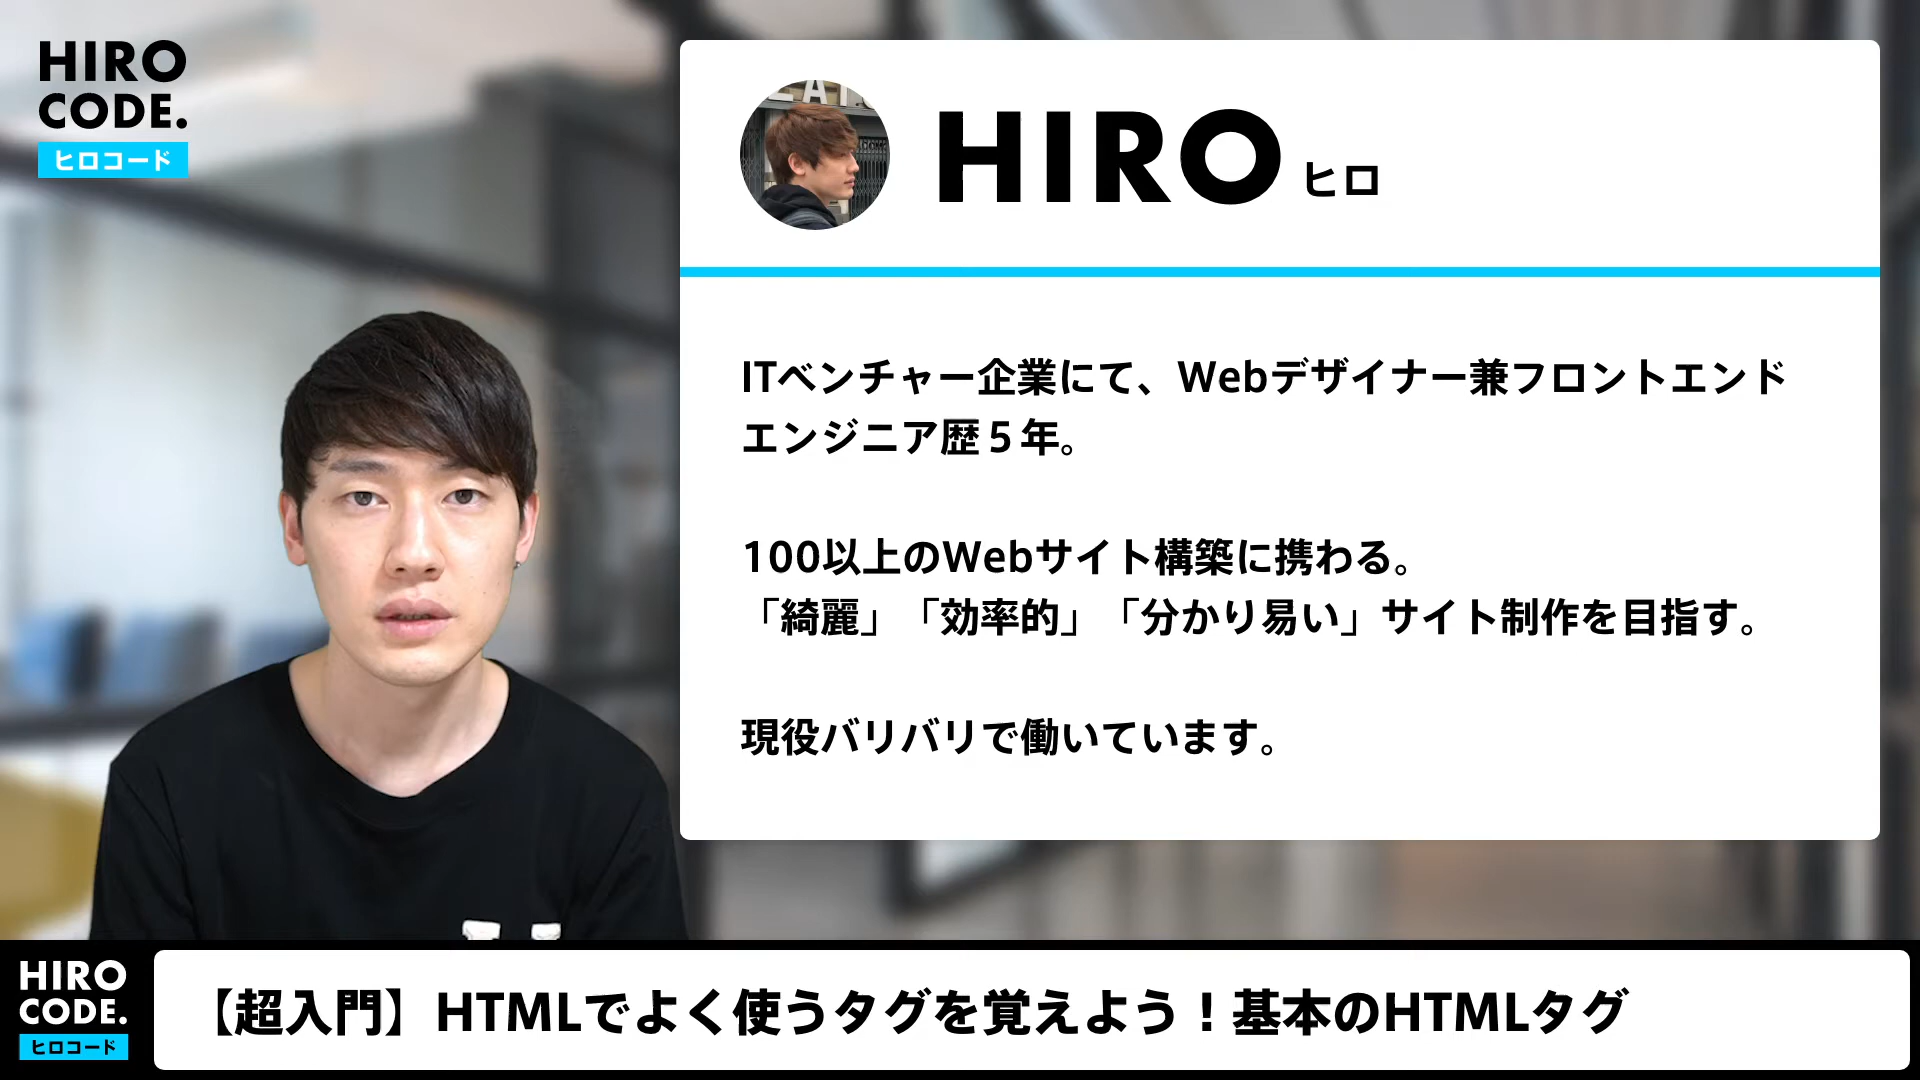 HIRO
CODE.
ヒロコード
HIRO ヒロ
ITベンチャー企業にて、Webデザイナー兼フロントエンド
エンジニア歴５年。
100以上のWebサイト構築に携わる。
「綺麗」「効率的」「分かり易い」サイト制作を目指す。
現役バリバリで働いています。
HIRO
CODE.
ヒロコード
【超入門】HTMLでよく使うタグを覚えよう！基本のHTMLタグ